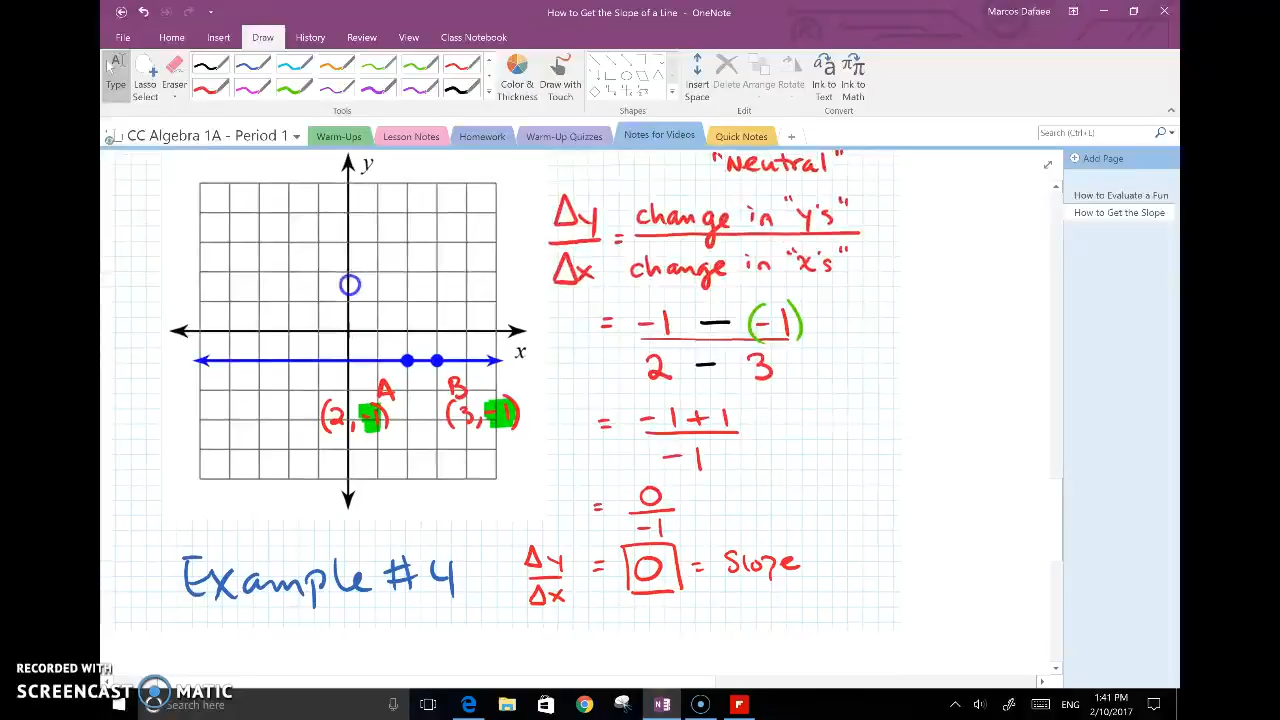 How to Get the Slope of a Line - OneNote
Marcos Dafaee
File Home Insert Draw History Review View Class Notebook
Type
Lasso Select
Eraser
Color & Thickness
Draw with Touch
Insert Space
Delete Arrange Rotate
Ink to Text
Ink to Math
Tools Shapes Edit Convert
CC Algebra 1A - Period 1
Warm-Ups Lesson Notes Homework Warm-Up Quizzes Notes for Videos Quick Notes
Search (Ctrl+E)
Add Page
How to Evaluate a Fun
How to Get the Slope
"Neutral"
y
x
A B
(2, -1) (3, -1)
Δy = change in "y's"
Δx change in "x's"
= -1 - (-1)
2 - 3
= -1 + 1
-1
= 0
-1
Δy = 0 = Slope
Δx
Example #4
RECORDED WITH
SCREENCAST MATIC
Search here
ENG
1:41 PM
2/10/2017